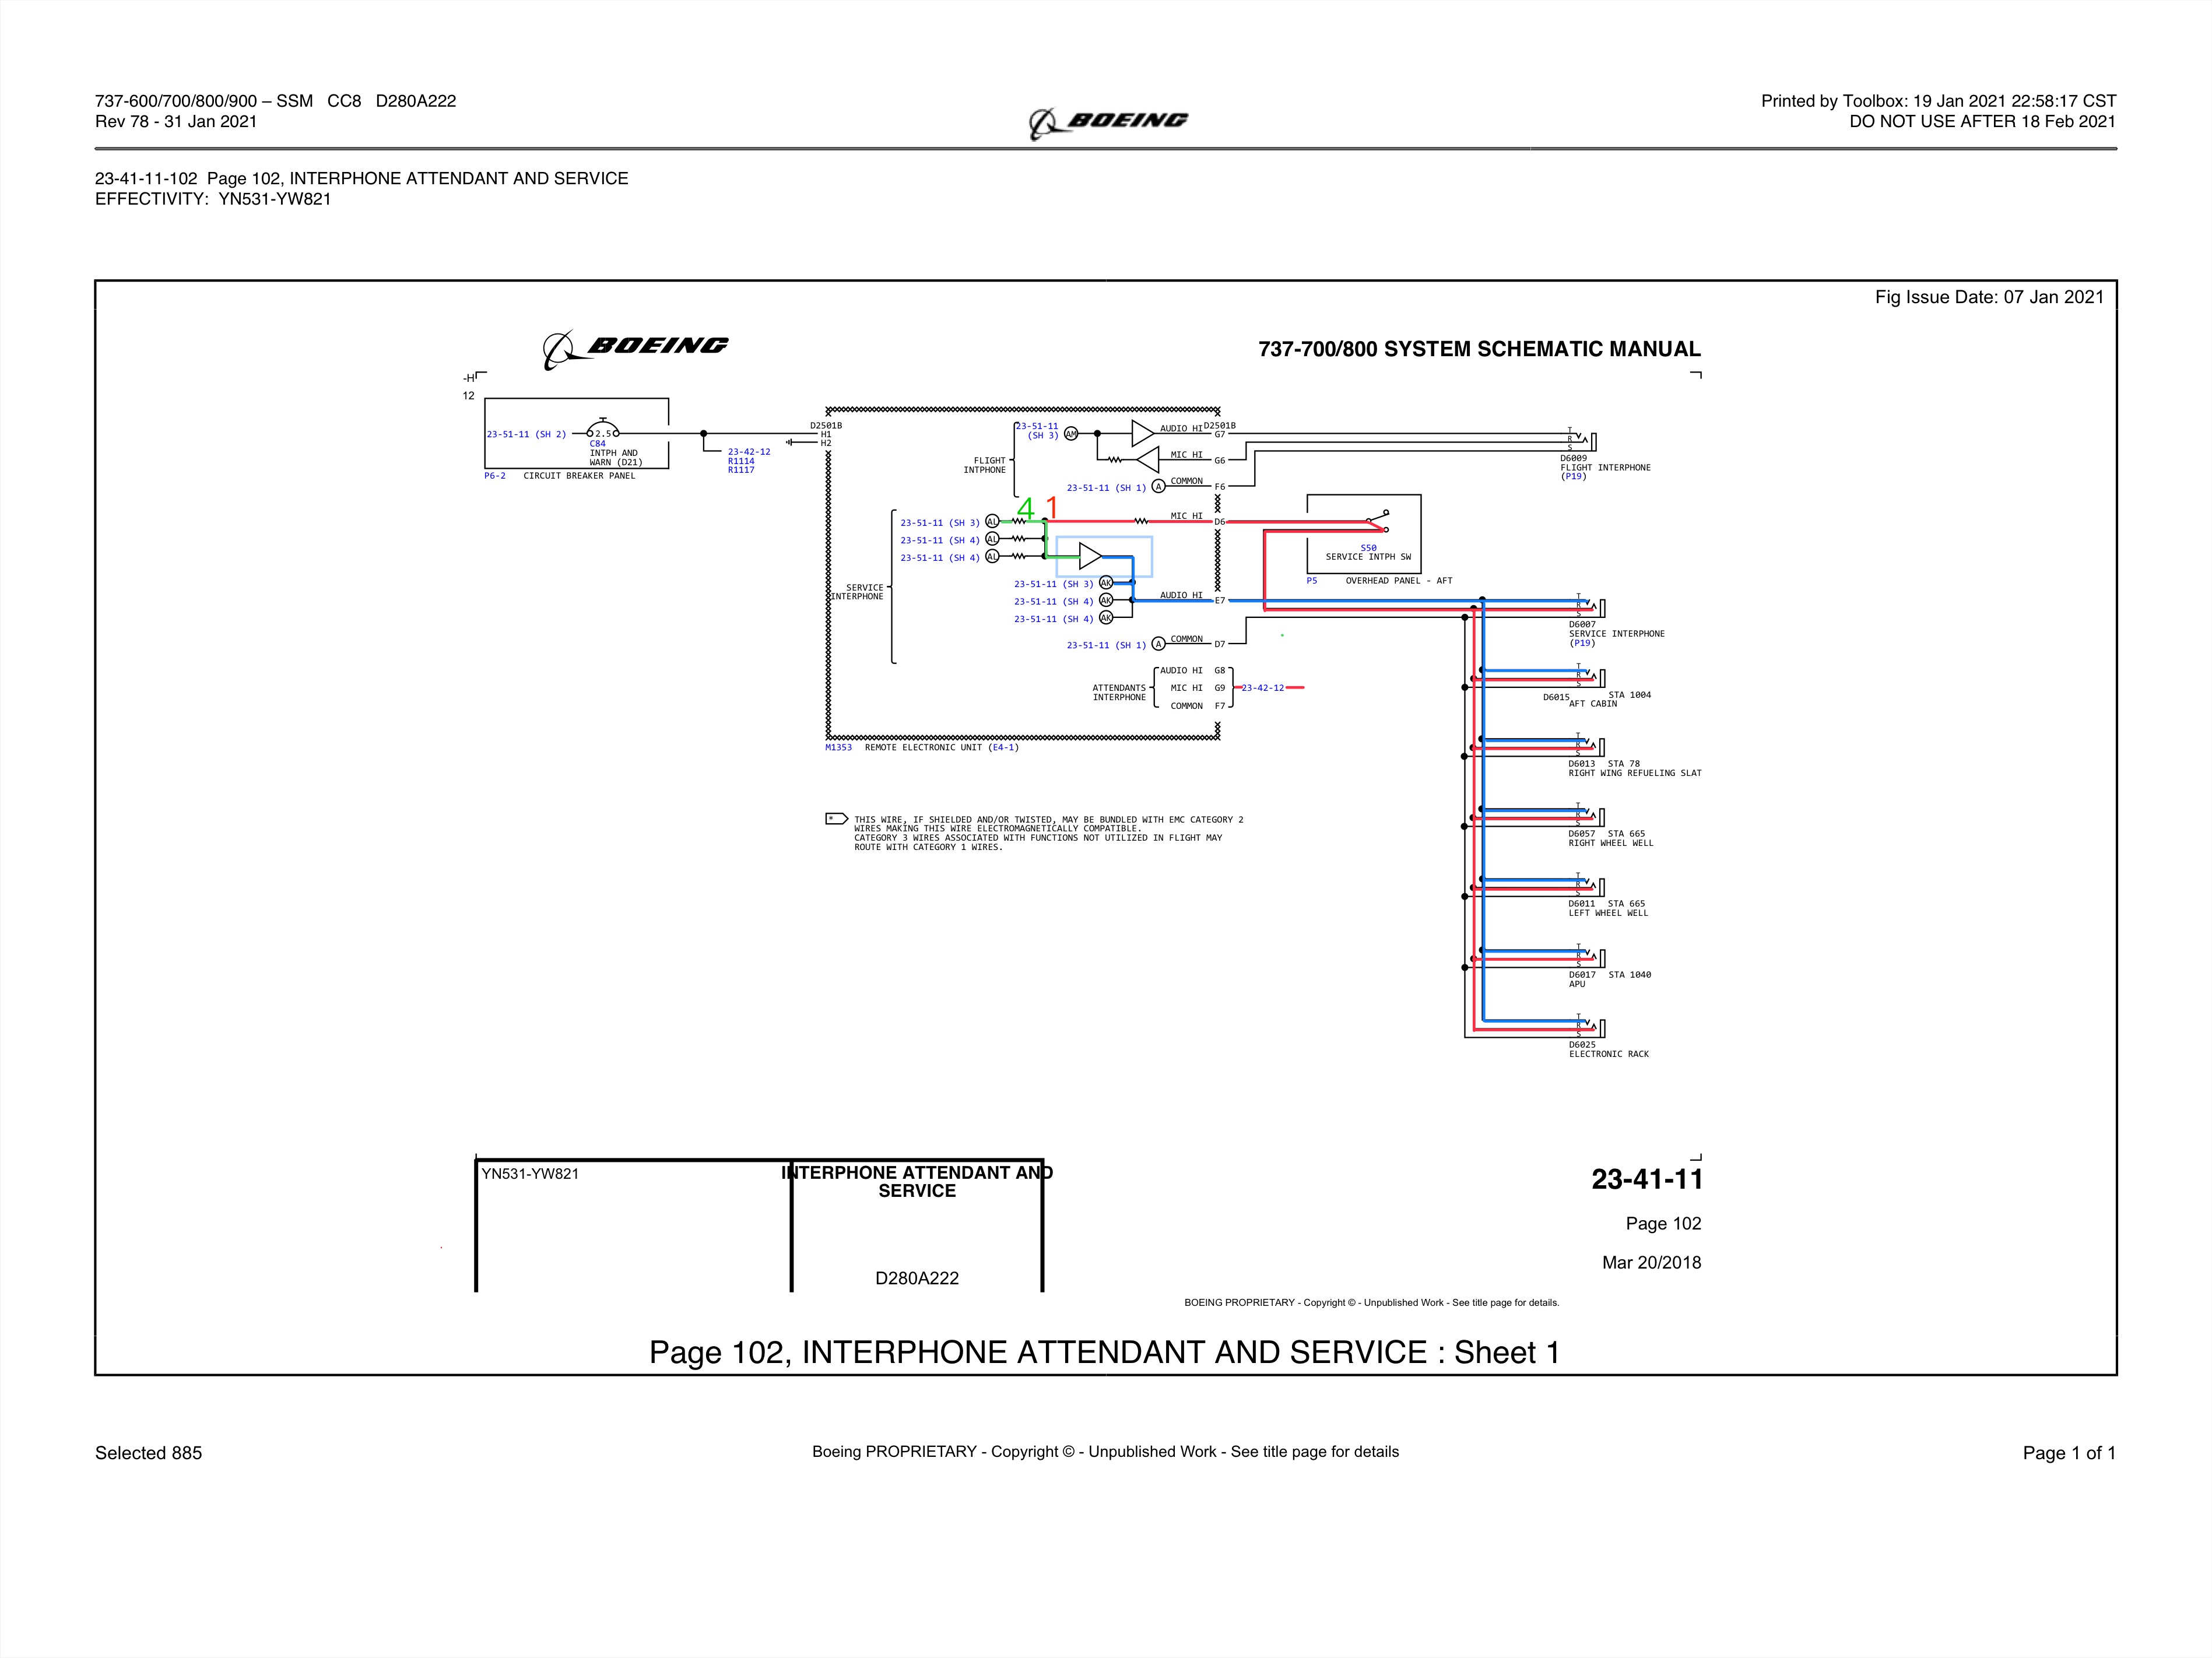 737-600/700/800/900 – SSM   CC8   D280A222
Rev 78 - 31 Jan 2021
BOEING
Printed by Toolbox: 19 Jan 2021 22:58:17 CST
DO NOT USE AFTER 18 Feb 2021
23-41-11-102  Page 102, INTERPHONE ATTENDANT AND SERVICE
EFFECTIVITY:  YN531-YW821
Fig Issue Date: 07 Jan 2021
BOEING
737-700/800 SYSTEM SCHEMATIC MANUAL
-H
12
23-51-11 (SH 2)
2.5
C84
INTPH AND
WARN (D21)
P6-2    CIRCUIT BREAKER PANEL
23-42-12
R1114
R1117
D2501B
H1
H2
23-51-11
(SH 3)
AM
AUDIO HI
D2501B
G7
FLIGHT
INTPHONE
MIC HI
G6
23-51-11 (SH 1)
A
COMMON
F6
T
R
S
D6009
FLIGHT INTERPHONE
(P19)
4
1
23-51-11 (SH 3)
AL
MIC HI
D6
23-51-11 (SH 4)
AL
23-51-11 (SH 4)
AL
S50
SERVICE INTPH SW
P5    OVERHEAD PANEL - AFT
SERVICE
INTERPHONE
23-51-11 (SH 3)
AK
23-51-11 (SH 4)
AK
AUDIO HI
E7
23-51-11 (SH 4)
AK
23-51-11 (SH 1)
A
COMMON
D7
T
R
S
D6007
SERVICE INTERPHONE
(P19)
ATTENDANTS
INTERPHONE
AUDIO HI  G8
MIC HI  G9
COMMON  F7
23-42-12
T
R
S
D6015
STA 1004
AFT CABIN
M1353  REMOTE ELECTRONIC UNIT (E4-1)
T
R
S
D6013  STA 78
RIGHT WING REFUELING SLAT
*
THIS WIRE, IF SHIELDED AND/OR TWISTED, MAY BE BUNDLED WITH EMC CATEGORY 2
WIRES MAKING THIS WIRE ELECTROMAGNETICALLY COMPATIBLE.
CATEGORY 3 WIRES ASSOCIATED WITH FUNCTIONS NOT UTILIZED IN FLIGHT MAY
ROUTE WITH CATEGORY 1 WIRES.
T
R
S
D6057  STA 665
RIGHT WHEEL WELL
T
R
S
D6011  STA 665
LEFT WHEEL WELL
T
R
S
D6017  STA 1040
APU
T
R
S
D6025
ELECTRONIC RACK
YN531-YW821
INTERPHONE ATTENDANT AND
SERVICE
D280A222
23-41-11
Page 102
Mar 20/2018
BOEING PROPRIETARY - Copyright © - Unpublished Work - See title page for details.
Page 102, INTERPHONE ATTENDANT AND SERVICE : Sheet 1
Selected 885
Boeing PROPRIETARY - Copyright © - Unpublished Work - See title page for details
Page 1 of 1